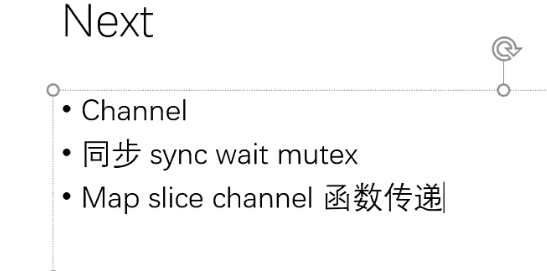 Next
• Channel
• 同步 sync wait mutex
• Map slice channel 函数传递